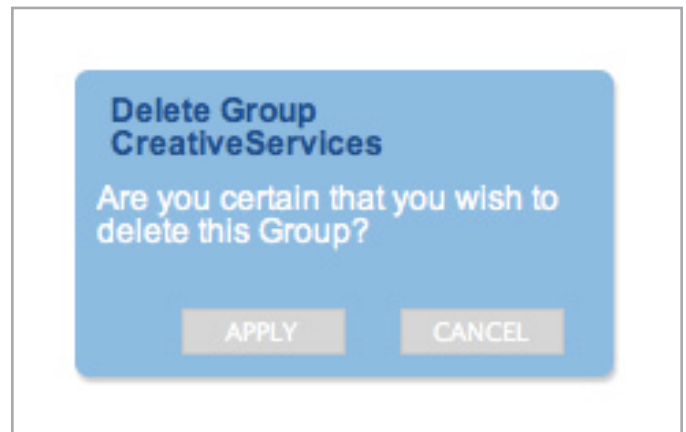 Delete Group
CreativeServices
Are you certain that you wish to
delete this Group?
APPLY CANCEL